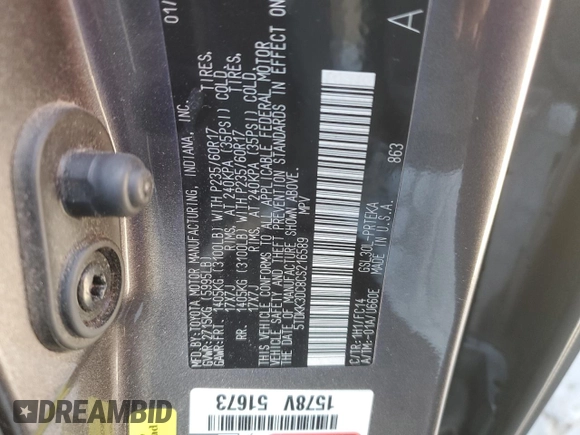 01/
MFD.BY:TOYOTA MOTOR MANUFACTURING, INDIANA, INC.
GVWR:2715KG(5995LB)
GAWR:FRT. 1405KG(3100LB)WITH P235/60R17 TIRES,
17X7J RIMS, AT 240KPA(35PSI) COLD
RR. 1405KG(3100LB)WITH P235/60R17 TIRES,
17X7J RIMS, AT 240KPA(35PSI) COLD,
THIS VEHICLE CONFORMS TO ALL APPLICABLE FEDERAL MOTOR
VEHICLE SAFETY AND THEFT PREVENTION STANDARDS IN EFFECT ON
THE DATE OF MANUFACTURE SHOWN ABOVE.
5TDKK3DC8GS216589 MPV
C/TR:1H1/FC14
A/TM:-01A/U660E
GSL30L-PRTEKA
MADE IN U.S.A.
863
A
1578V 51673
DREAMBID